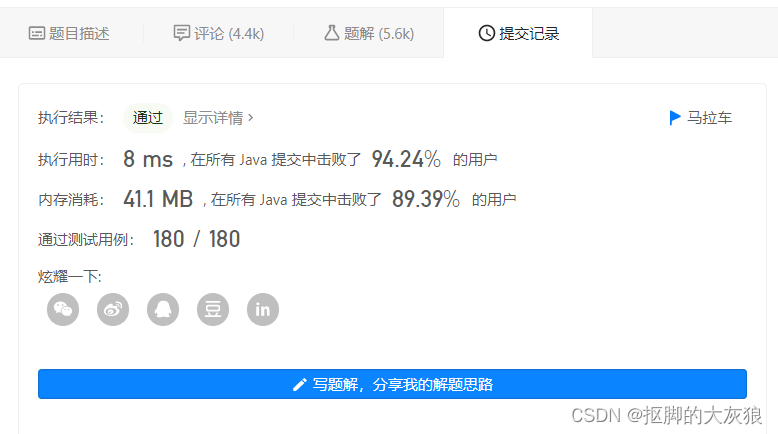 题目描述 评论 (4.4k) 题解 (5.6k) 提交记录
执行结果： 通过 显示详情 > 马拉车
执行用时： 8 ms , 在所有 Java 提交中击败了 94.24% 的用户
内存消耗： 41.1 MB , 在所有 Java 提交中击败了 89.39% 的用户
通过测试用例： 180 / 180
炫耀一下:
豆 in
写题解，分享我的解题思路
CSDN @抠脚的大灰狼